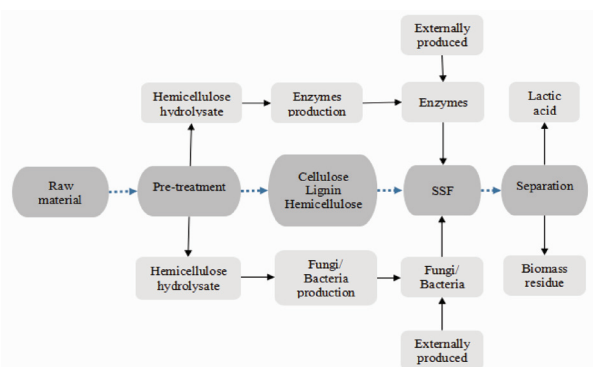 Externally
produced
Hemicellulose
hydrolysate
Enzymes
production
Enzymes
Lactic
acid
Raw
material
Pre-treatment
Cellulose
Lignin
Hemicellulose
SSF
Separation
Hemicellulose
hydrolysate
Fungi/
Bacteria
production
Fungi/
Bacteria
Biomass
residue
Externally
produced